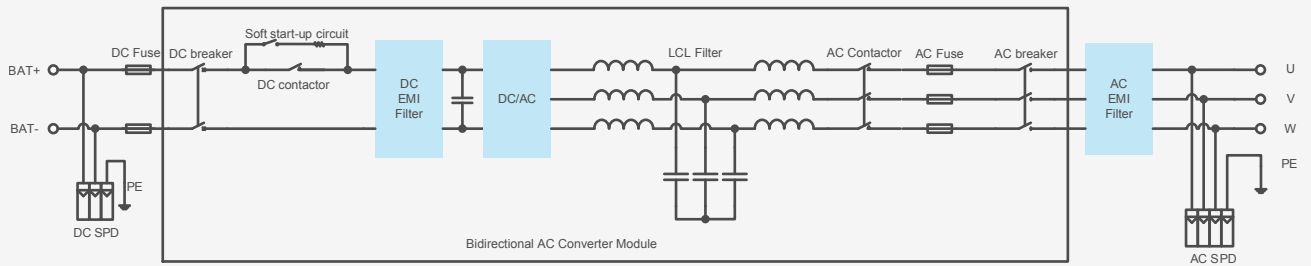 Soft start-up circuit
DC Fuse
DC breaker
LCL Filter
AC Contactor
AC Fuse
AC breaker
BAT+
U
DC contactor
DC
EMI
Filter
DC/AC
AC
EMI
Filter
V
BAT-
W
PE
PE
DC SPD
Bidirectional AC Converter Module
AC SPD